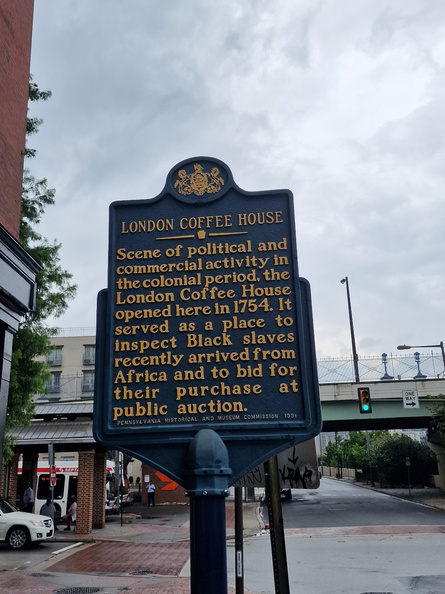 LONDON COFFEE HOUSE
Scene of political and
commercial activity in
the colonial period, the
London Coffee House
opened here in 1754. It
served as a place to
inspect Black slaves
recently arrived from
Africa and to bid for
their purchase at
public auction.
PENNSYLVANIA HISTORICAL AND MUSEUM COMMISSION 1991
ONE WAY